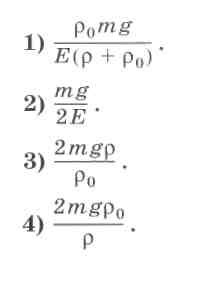 1) ρ₀mg / E(ρ + ρ₀) .
2) mg / 2E .
3) 2mgρ / ρ₀ .
4) 2mgρ₀ / ρ .